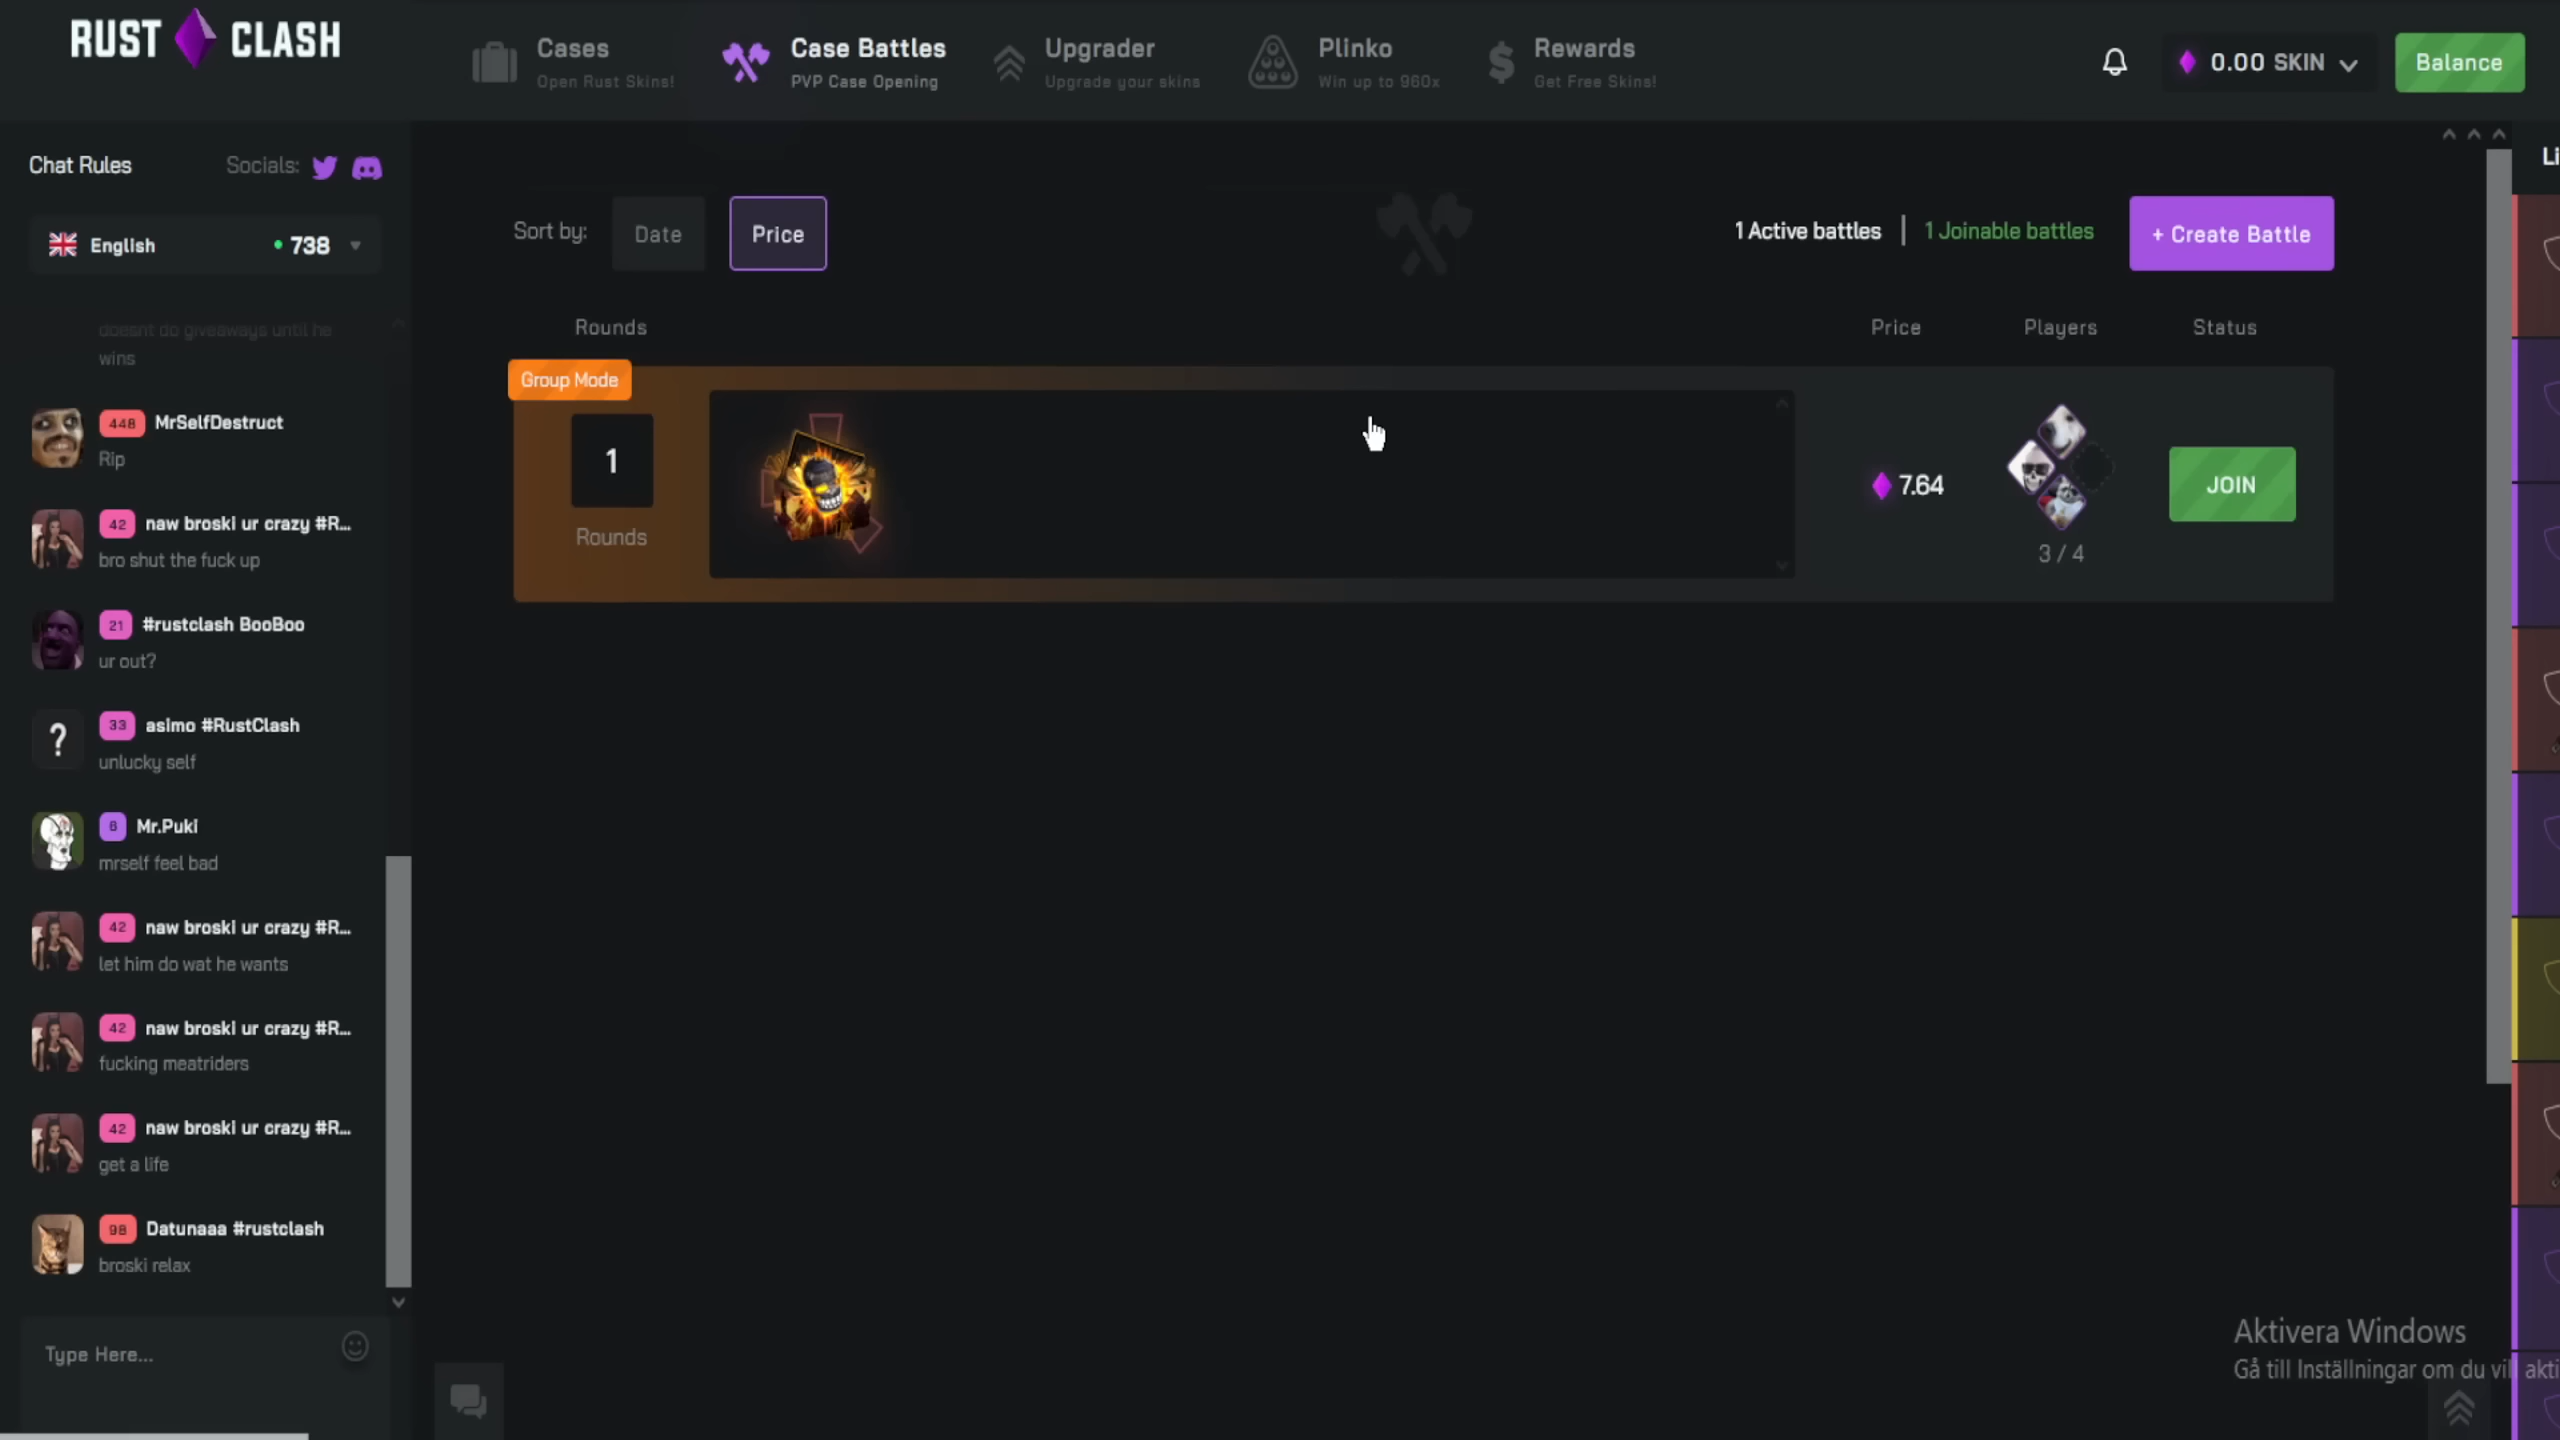 RUST CLASH
Cases
Open Rust Skins!
Case Battles
PVP Case Opening
Upgrader
Upgrade your skins
Plinko
Win up to 960x
Rewards
Get Free Skins!
0.00 SKIN
Balance
Chat Rules
Socials:
English
738
doesnt do giveaways until he
wins
448 MrSelfDestruct
Rip
42 naw broski ur crazy #R...
bro shut the fuck up
21 #rustclash BooBoo
ur out?
33 asimo #RustClash
unlucky self
Mr.Puki
mrself feel bad
42 naw broski ur crazy #R...
let him do wat he wants
42 naw broski ur crazy #R...
fucking meatriders
42 naw broski ur crazy #R...
get a life
98 Datunaaa #rustclash
broski relax
Type Here...
Sort by:
Date
Price
1 Active battles | 1 Joinable battles
+ Create Battle
Rounds
Price
Players
Status
Group Mode
1
Rounds
7.64
3 / 4
JOIN
Li
Aktivera Windows
Gå till Inställningar om du vill akti